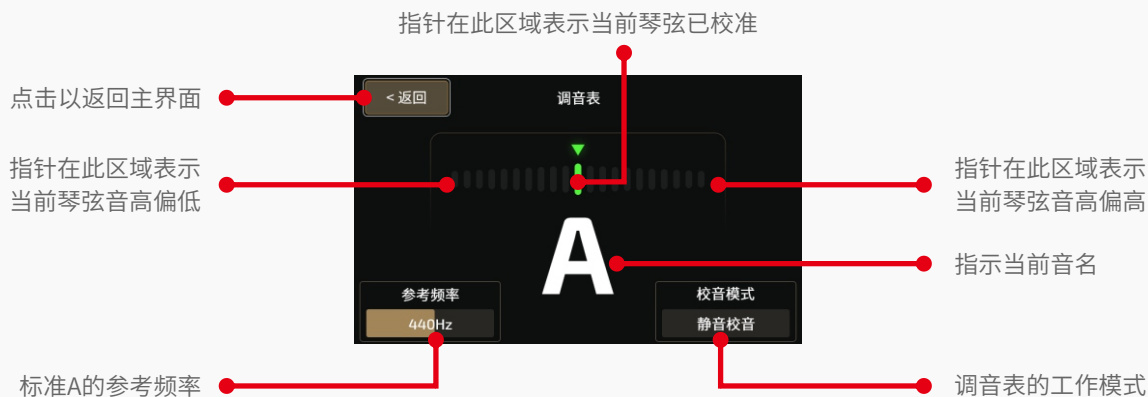 指针在此区域表示当前琴弦已校准
点击以返回主界面
< 返回
调音表
指针在此区域表示
当前琴弦音高偏低
指针在此区域表示
当前琴弦音高偏高
A
指示当前音名
参考频率
440Hz
校音模式
静音校音
标准A的参考频率
调音表的工作模式